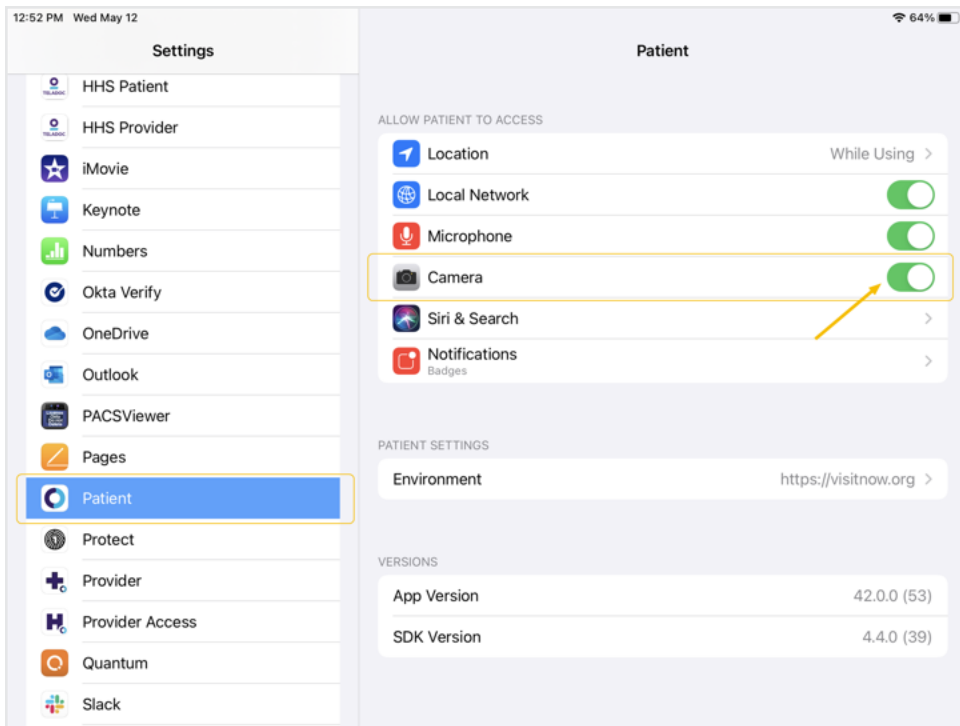 12:52 PM Wed May 12
64%
Settings
Patient
HHS Patient
HHS Provider
iMovie
Keynote
Numbers
Okta Verify
OneDrive
Outlook
PACSViewer
Pages
Patient
Protect
Provider
Provider Access
Quantum
Slack
ALLOW PATIENT TO ACCESS
Location While Using
Local Network
Microphone
Camera
Siri & Search
Notifications
Badges
PATIENT SETTINGS
Environment https://visitnow.org
VERSIONS
App Version 42.0.0 (53)
SDK Version 4.4.0 (39)